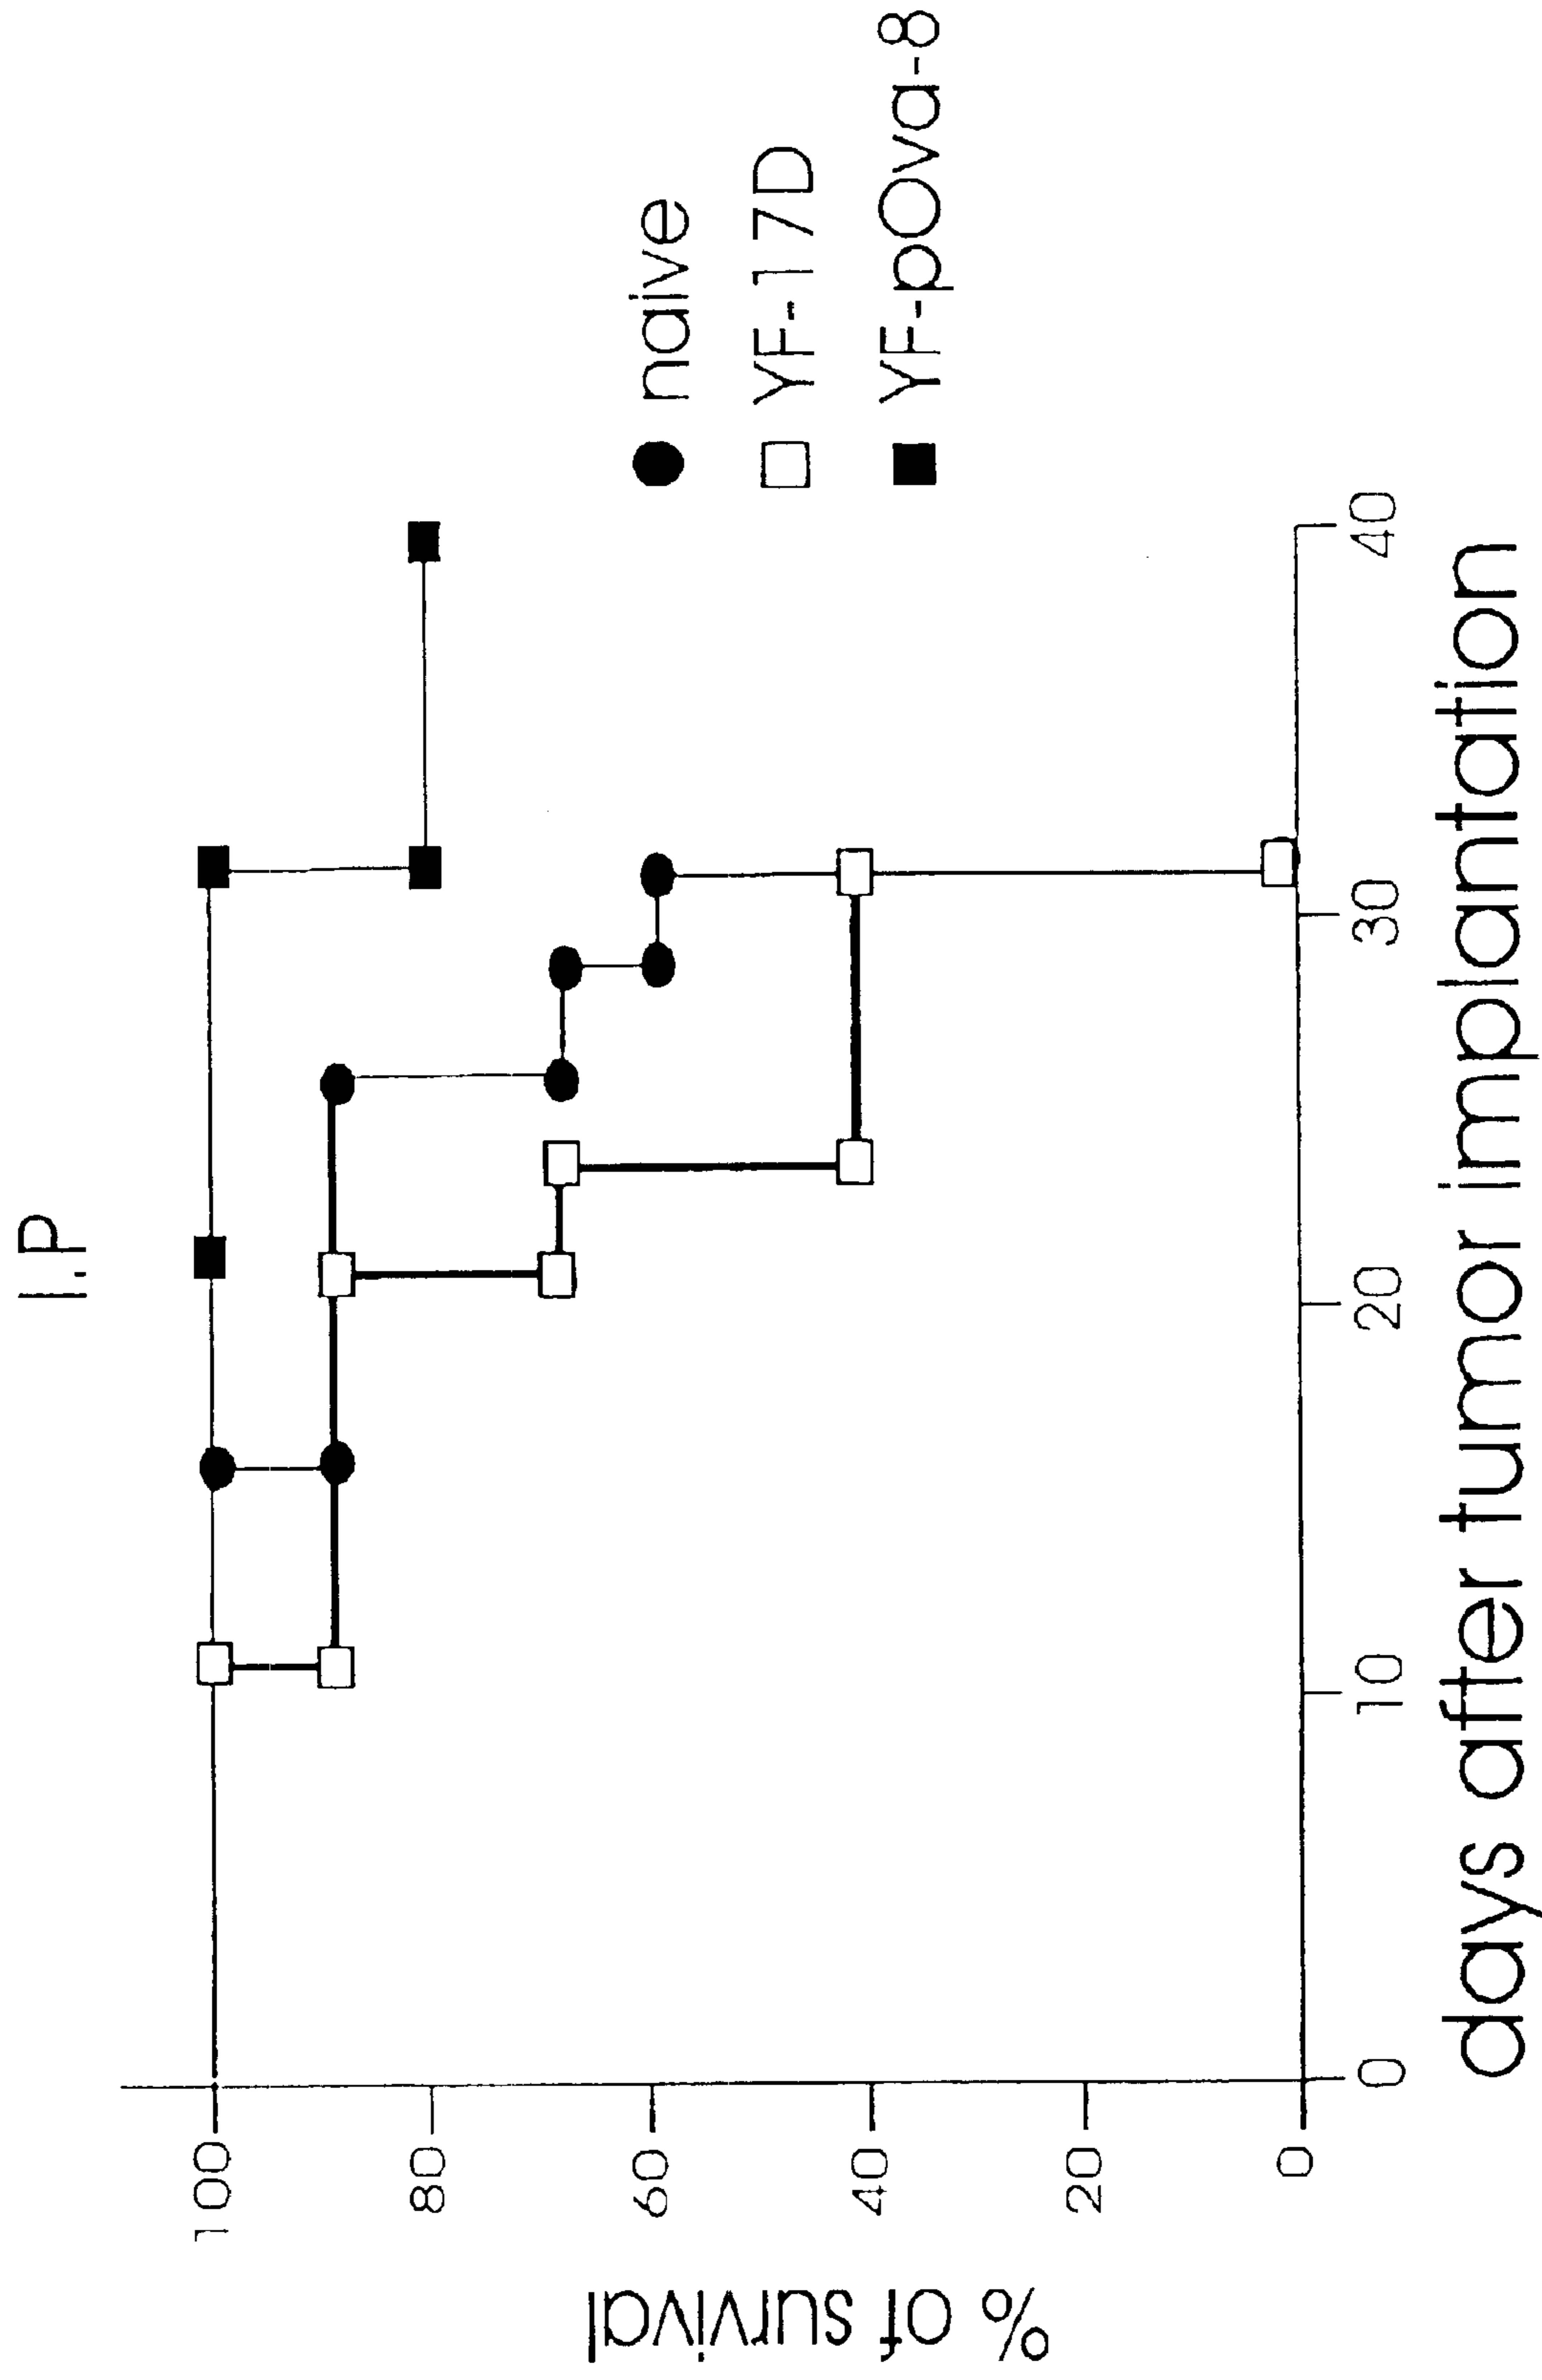 I.P
% of survival
100
80
60
40
20
0
0
10
20
30
40
days after tumor implantation
naive
YF-17D
YF-pOva-8